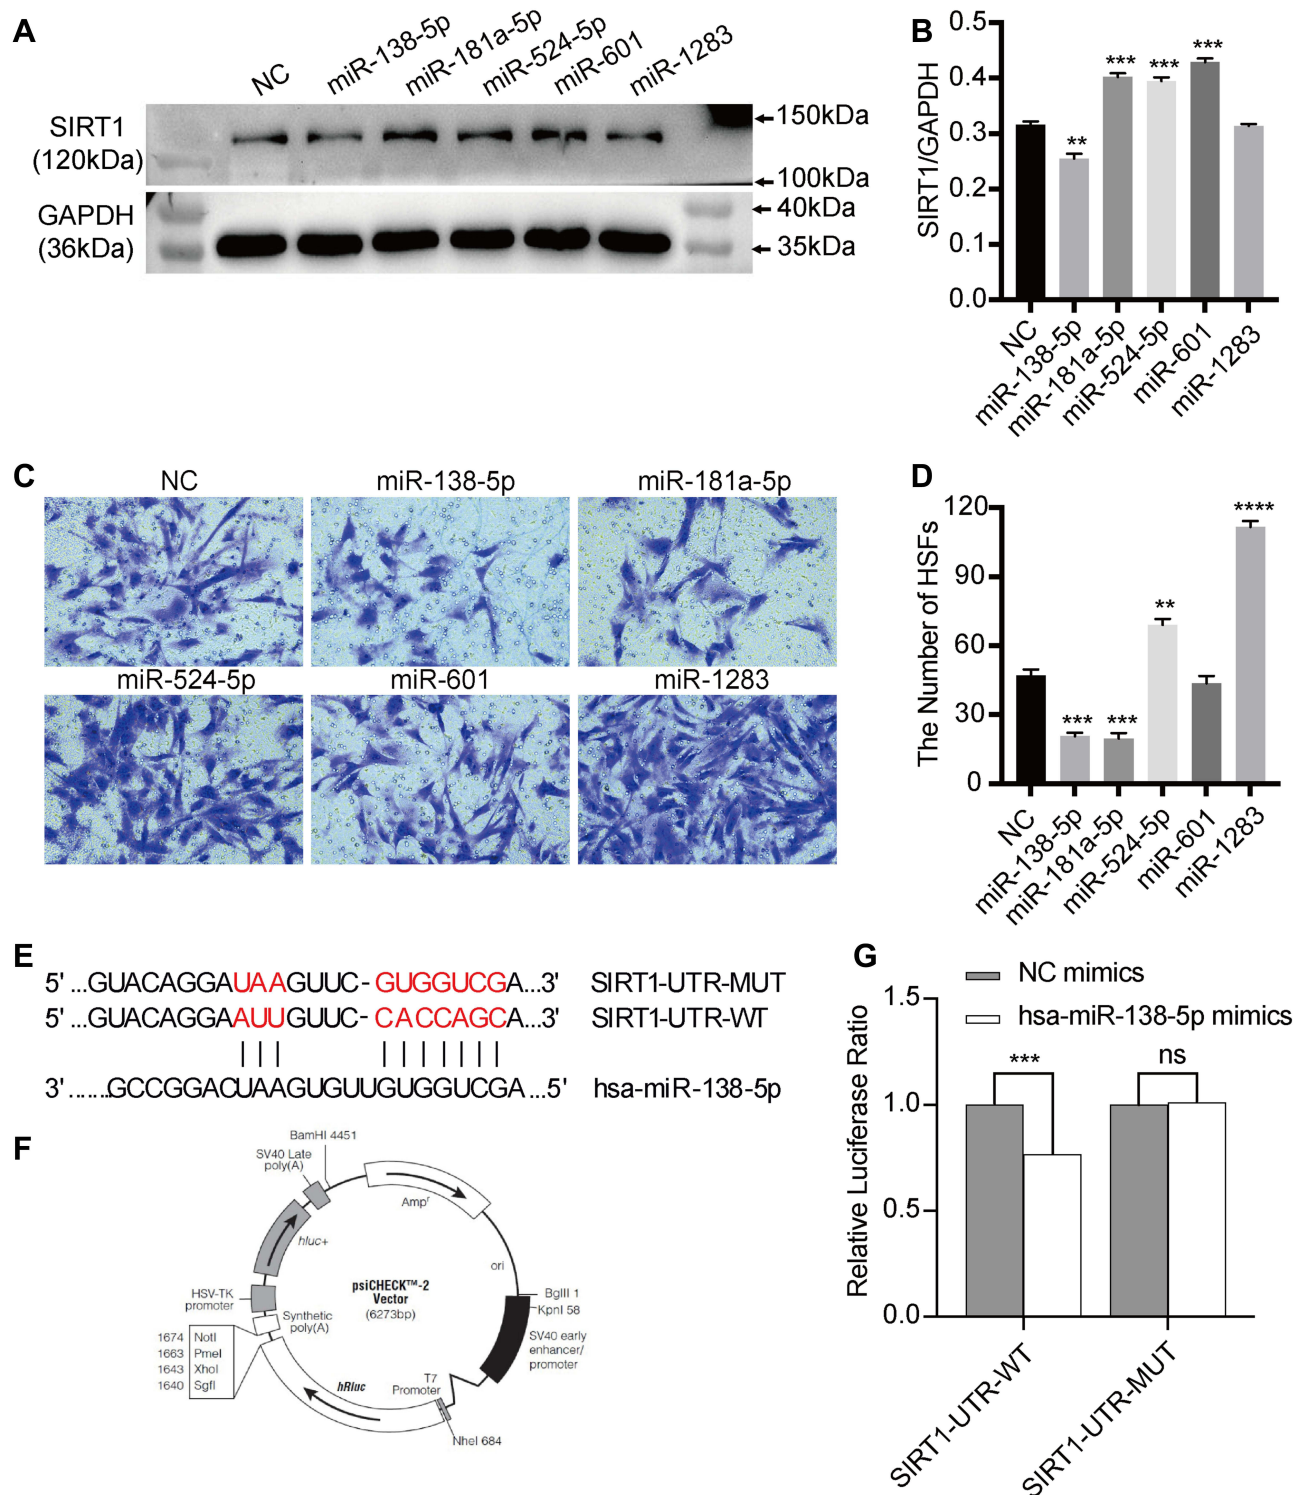 A
NC
miR-138-5p
miR-181a-5p
miR-524-5p
miR-601
miR-1283
SIRT1
(120kDa)
150kDa
100kDa
GAPDH
(36kDa)
40kDa
35kDa
B
SIRT1/GAPDH
0.5
0.4
0.3
0.2
0.1
0.0
**
***
***
***
NC
miR-138-5p
miR-181a-5p
miR-524-5p
miR-601
miR-1283
C
NC
miR-138-5p
miR-181a-5p
miR-524-5p
miR-601
miR-1283
D
The Number of HSFs
120
90
60
30
0
***
***
**
****
NC
miR-138-5p
miR-181a-5p
miR-524-5p
miR-601
miR-1283
E
5' ...GUACAGGAUAAGUUC- GUGGUCGA...3' SIRT1-UTR-MUT
5' ...GUACAGGAAUUGUUC- CACCAGCA...3' SIRT1-UTR-WT
3' .......GCCGGACUAAGUGUUGUGGUCGA ...5' hsa-miR-138-5p
F
BamHI 4451
SV40 Late
poly(A)
Ampr
hluc+
ori
psiCHECK™-2
Vector
(6273bp)
HSV-TK
promoter
Synthetic
poly(A)
BglII 1
KpnI 58
SV40 early
enhancer/
promoter
1674 NotI
1663 PmeI
1643 XhoI
1640 SgfI
hRluc
T7
Promoter
NheI 684
G
NC mimics
hsa-miR-138-5p mimics
Relative Luciferase Ratio
1.5
1.0
0.5
0.0
***
ns
SIRT1-UTR-WT
SIRT1-UTR-MUT